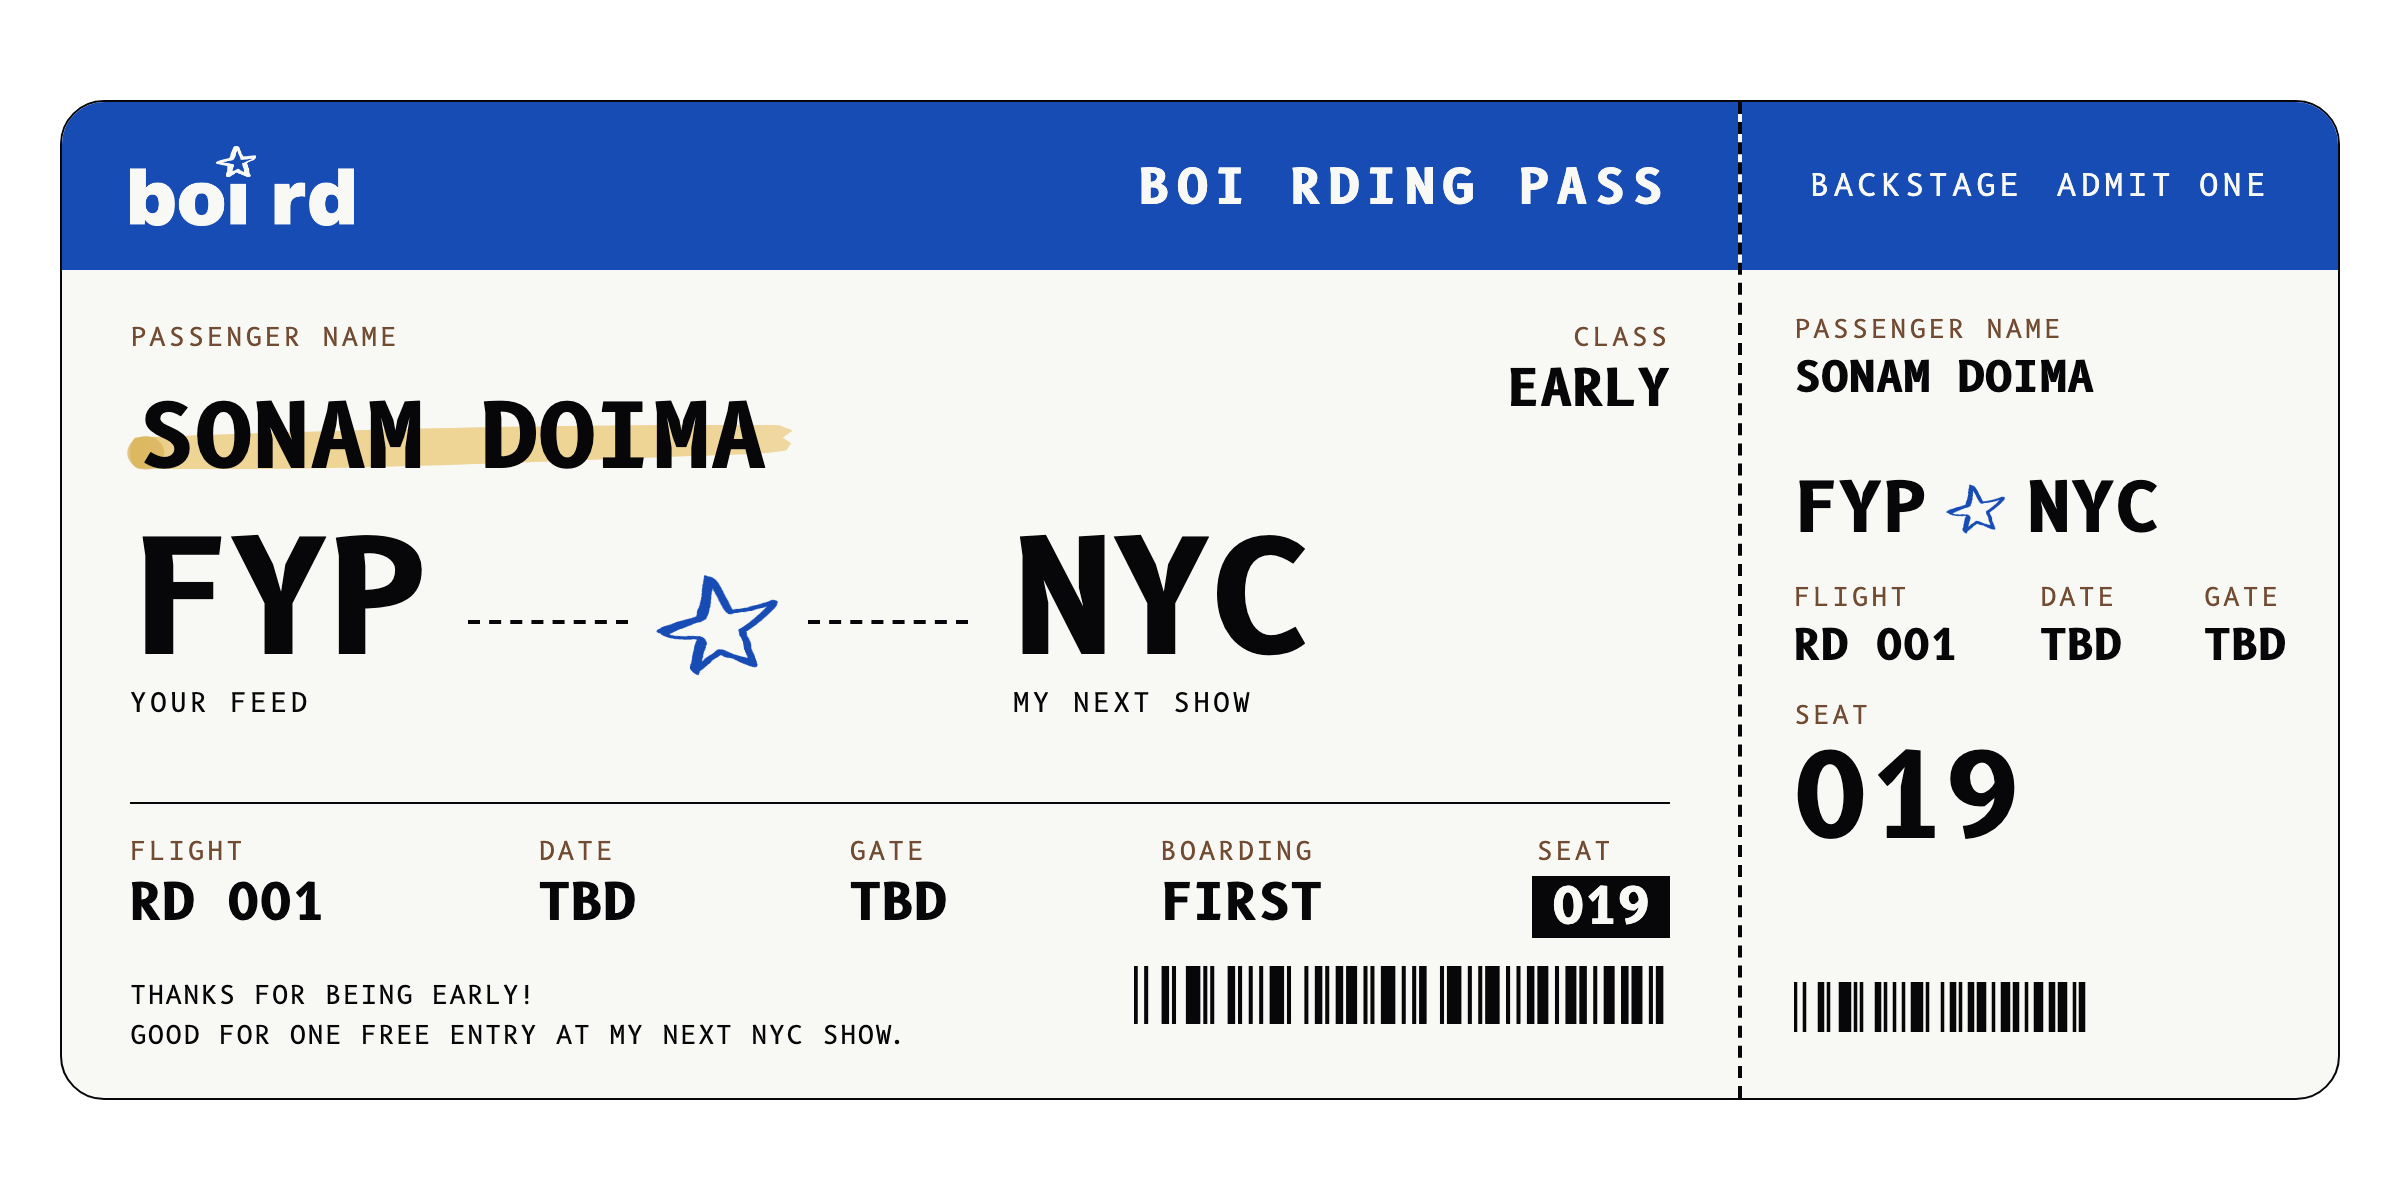 boi rd
BOI RDING PASS
PASSENGER NAME
CLASS
EARLY
SONAM DOIMA
FYP
NYC
YOUR FEED
MY NEXT SHOW
FLIGHT
DATE
GATE
BOARDING
SEAT
RD 001
TBD
TBD
FIRST
019
THANKS FOR BEING EARLY!
GOOD FOR ONE FREE ENTRY AT MY NEXT NYC SHOW.
BACKSTAGE ADMIT ONE
PASSENGER NAME
SONAM DOIMA
FYP NYC
FLIGHT
DATE
GATE
RD 001
TBD
TBD
SEAT
019